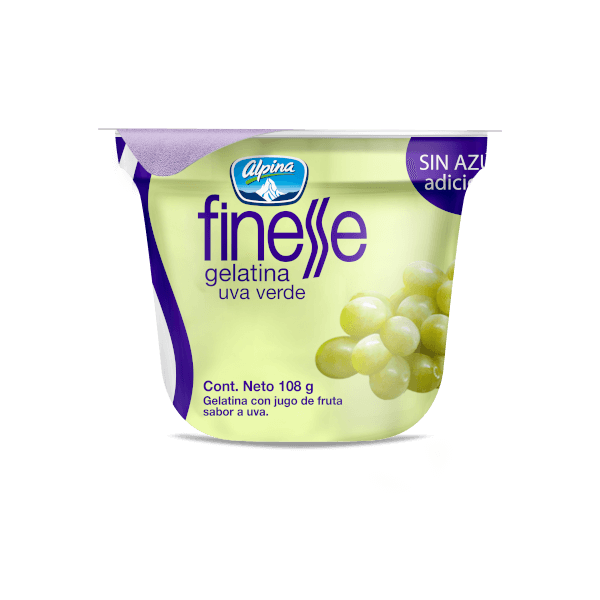 alpina
SIN AZU
adici
finesse
gelatina
uva verde
Cont. Neto 108 g
Gelatina con jugo de fruta
sabor a uva.